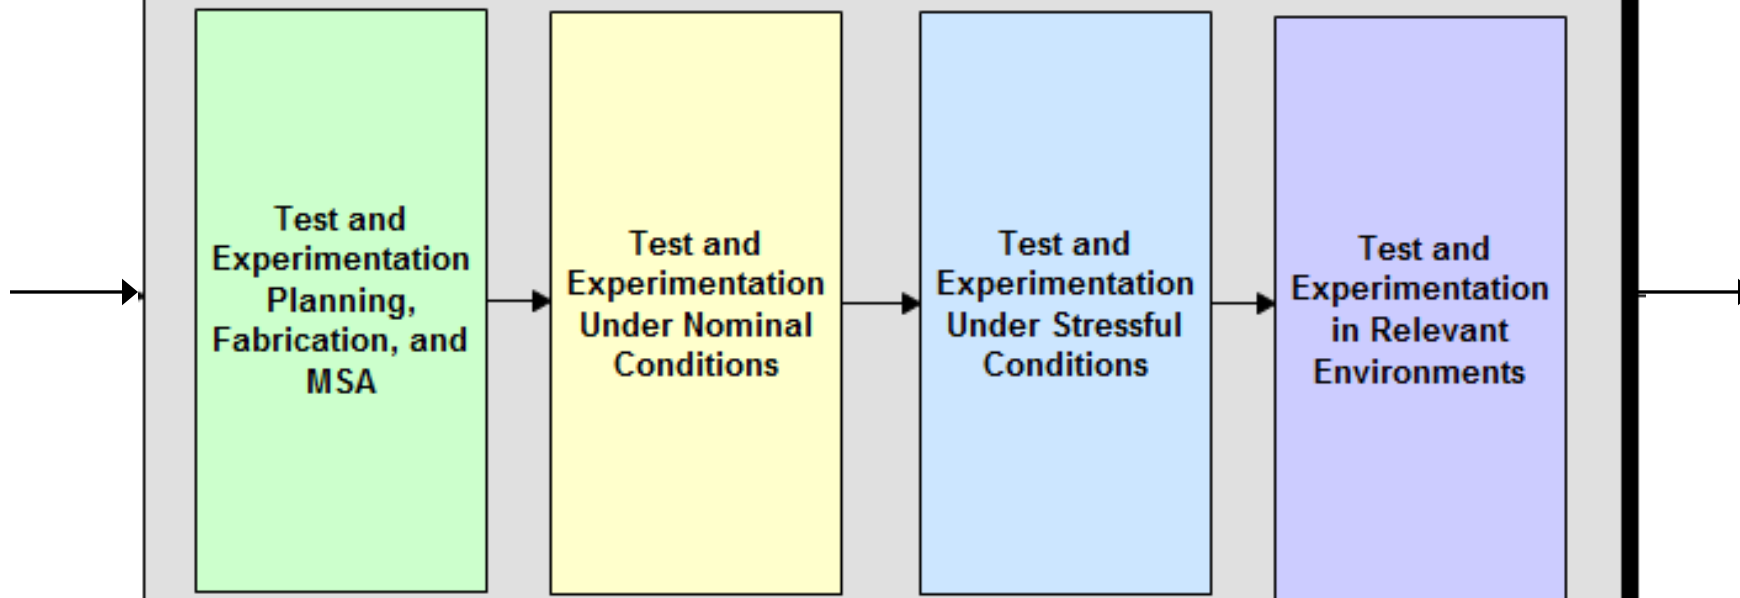 Test and
Experimentation
Planning,
Fabrication, and
MSA
Test and
Experimentation
Under Nominal
Conditions
Test and
Experimentation
Under Stressful
Conditions
Test and
Experimentation
in Relevant
Environments